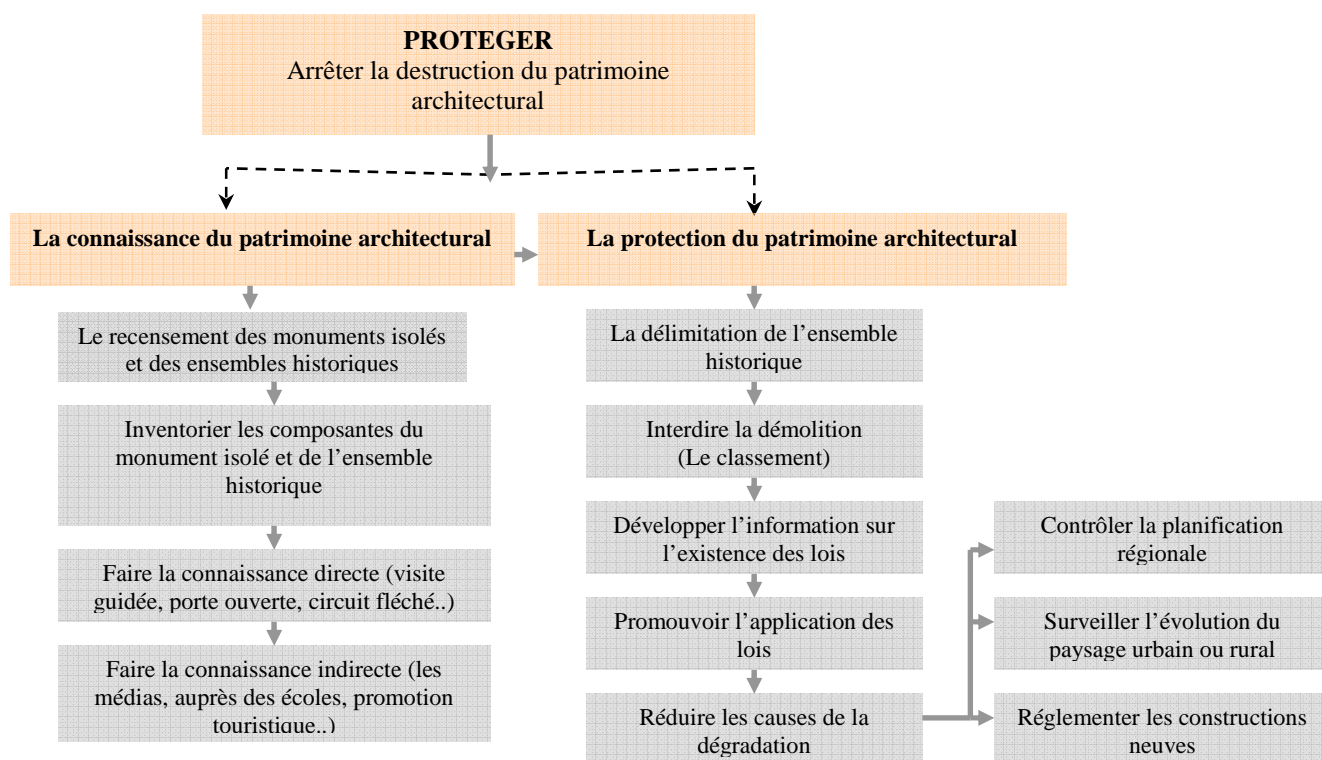 PROTEGER
Arrêter la destruction du patrimoine
architectural
La connaissance du patrimoine architectural
La protection du patrimoine architectural
Le recensement des monuments isolés
et des ensembles historiques
Inventorier les composantes du
monument isolé et de l’ensemble
historique
Faire la connaissance directe (visite
guidée, porte ouverte, circuit fléché..)
Faire la connaissance indirecte (les
médias, auprès des écoles, promotion
touristique..)
La délimitation de l’ensemble
historique
Interdire la démolition
(Le classement)
Développer l’information sur
l’existence des lois
Promouvoir l’application des
lois
Réduire les causes de la
dégradation
Contrôler la planification
régionale
Surveiller l’évolution du
paysage urbain ou rural
Réglementer les constructions
neuves